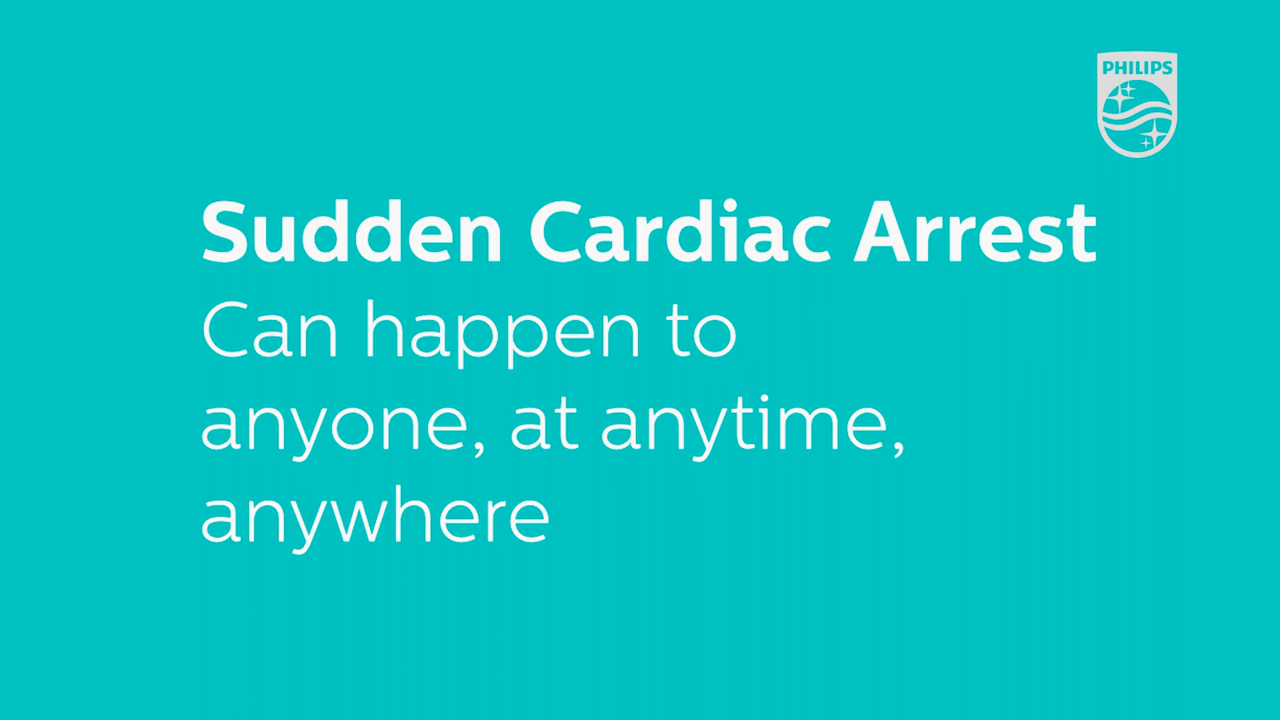 PHILIPS
Sudden Cardiac Arrest
Can happen to
anyone, at anytime,
anywhere